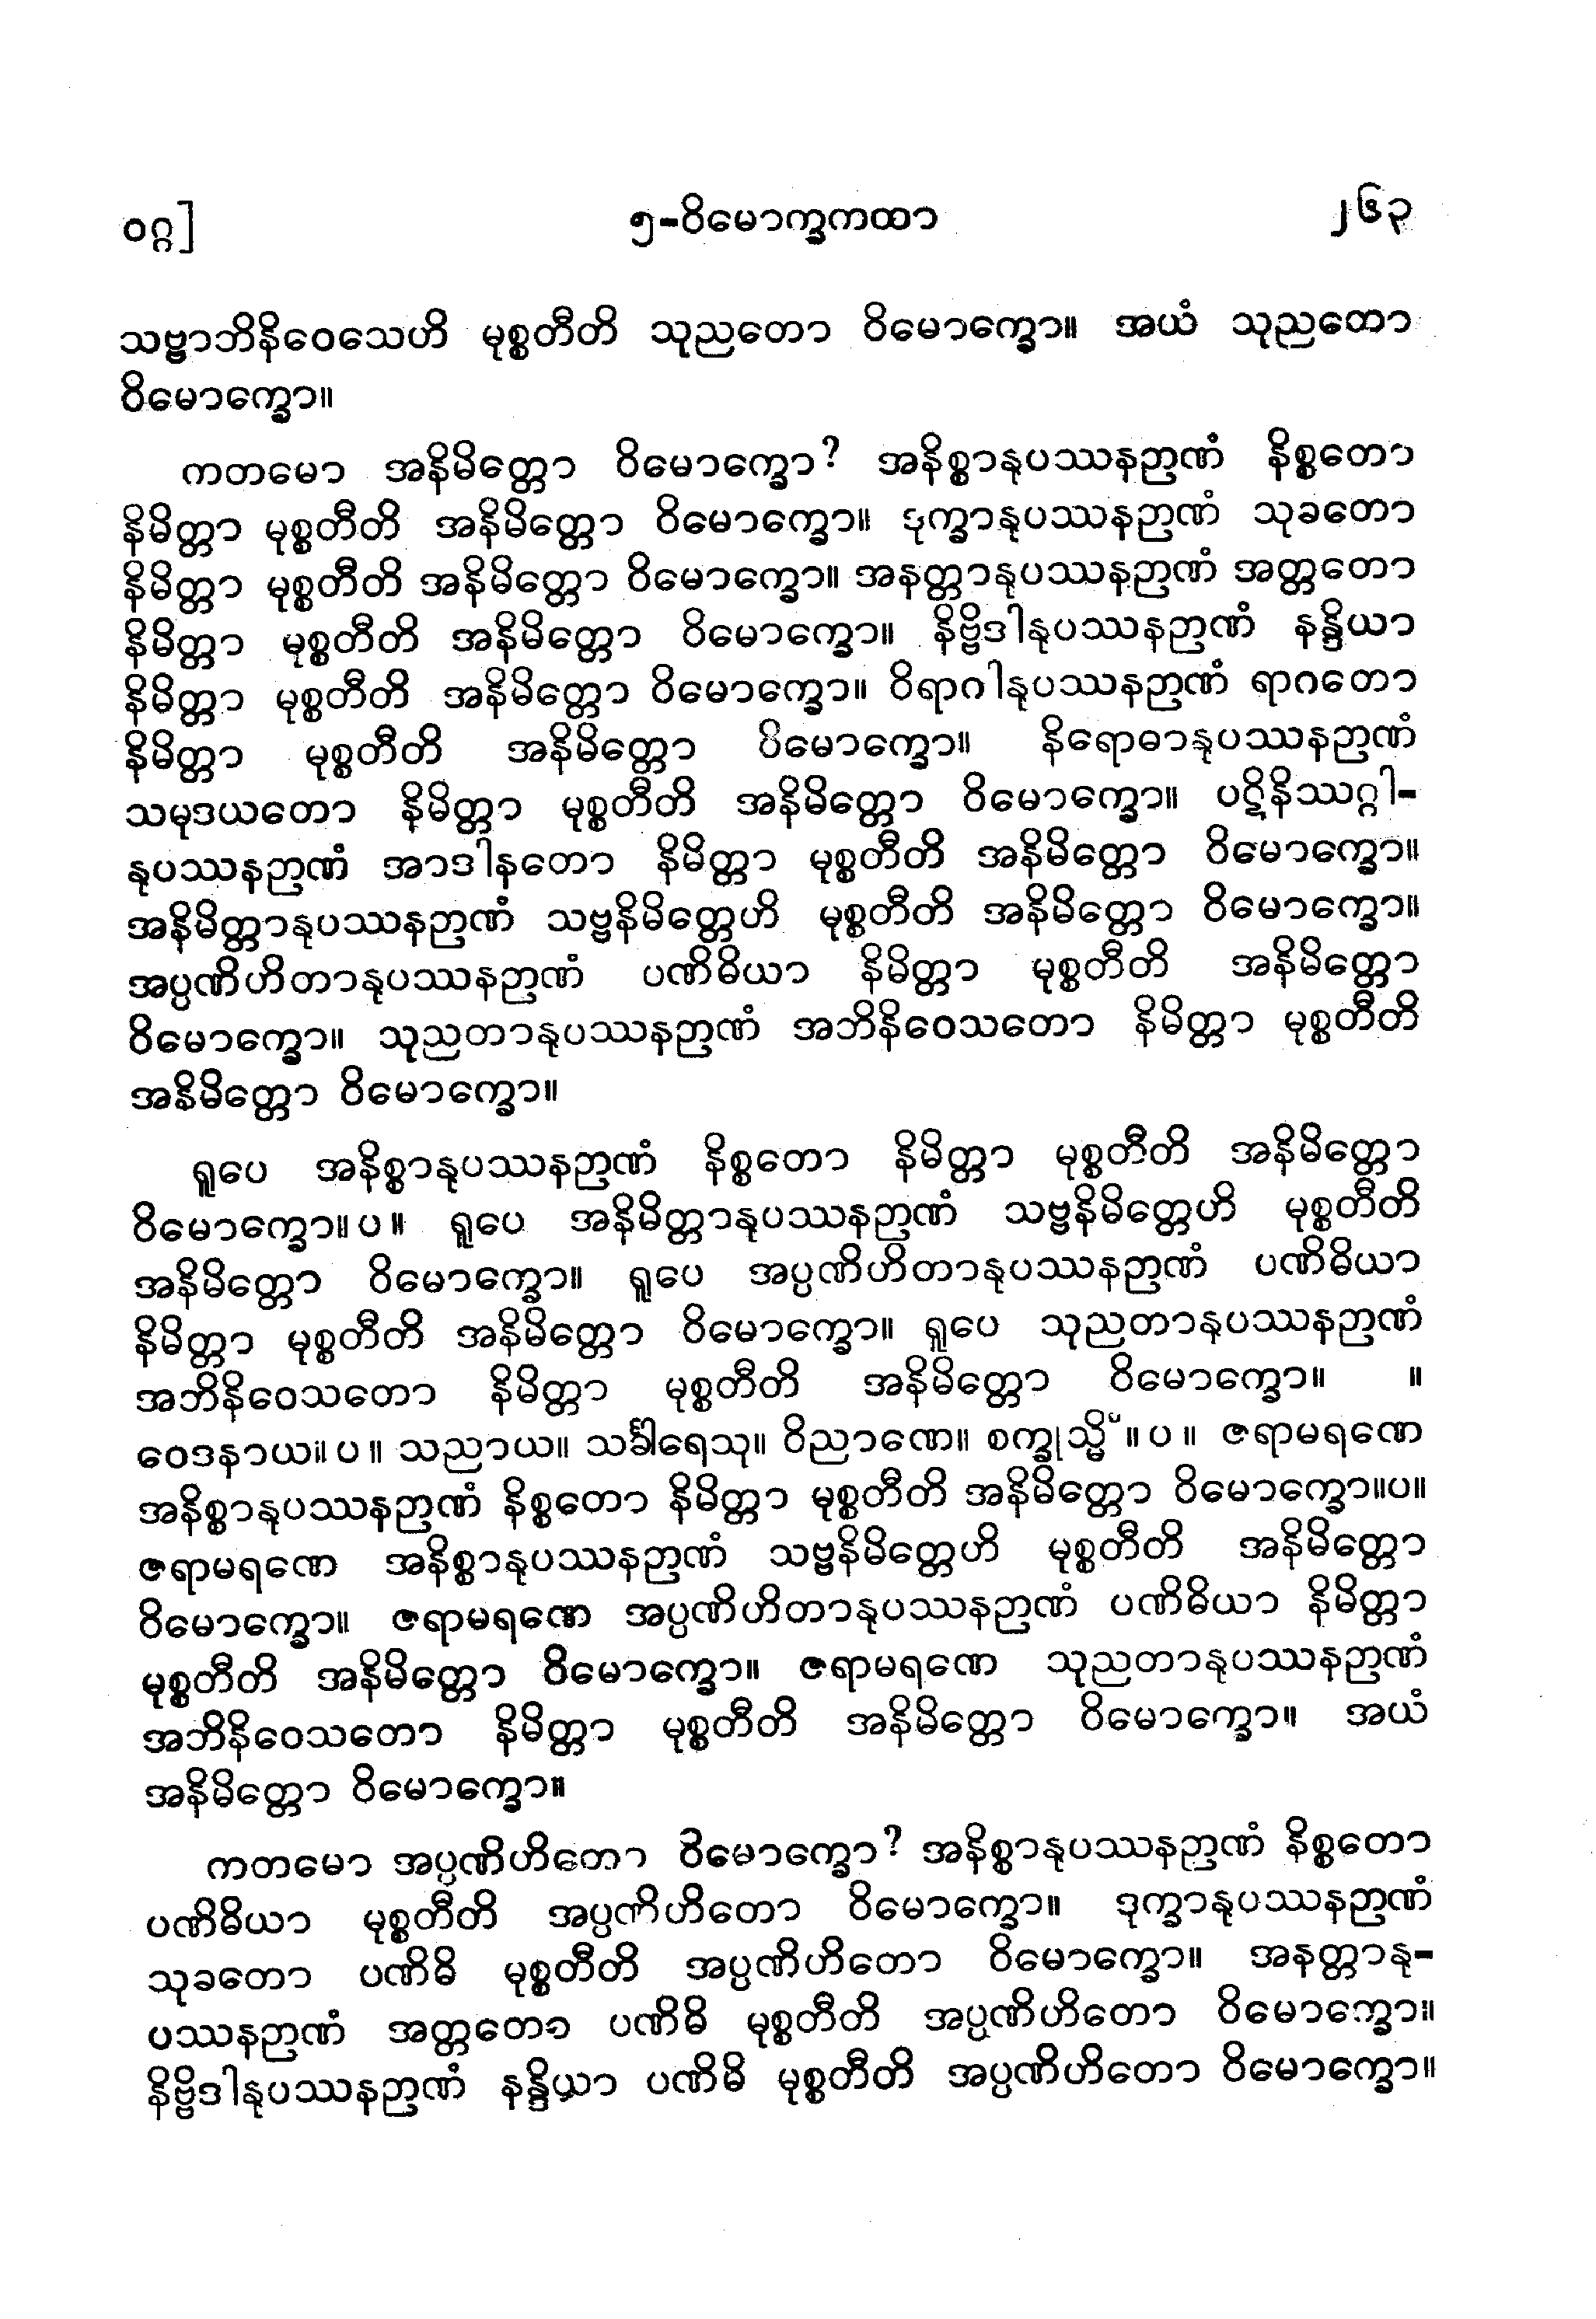 ဝဂ္ဂ]
၅-ဝိမောက္ခကထာ
၂၆၃
သဗ္ဗာဘိနိဝေသေဟိ မုစ္စတီတိ သုညတော ဝိမောက္ခော။ အယံ သုညတော
ဝိမောက္ခော။
ကတမော အနိမိတ္တော ဝိမောက္ခော? အနိစ္စာနုပဿနဉာဏံ နိစ္စတော
နိမိတ္တာ မုစ္စတီတိ အနိမိတ္တော ဝိမောက္ခော။ ဒုက္ခာနုပဿနဉာဏံ သုခတော
နိမိတ္တာ မုစ္စတီတိ အနိမိတ္တော ဝိမောက္ခော။ အနတ္တာနုပဿနဉာဏံ အတ္တတော
နိမိတ္တာ မုစ္စတီတိ အနိမိတ္တော ဝိမောက္ခော။ နိဗ္ဗိဒါနုပဿနဉာဏံ နန္ဒိယာ
နိမိတ္တာ မုစ္စတီတိ အနိမိတ္တော ဝိမောက္ခော။ ဝိရာဂါနုပဿနဉာဏံ ရာဂတော
နိမိတ္တာ မုစ္စတီတိ အနိမိတ္တော ဝိမောက္ခော။ နိရောဓာနုပဿနဉာဏံ
သမုဒယတော နိမိတ္တာ မုစ္စတီတိ အနိမိတ္တော ဝိမောက္ခော။ ပဋိနိဿဂ္ဂါ-
နုပဿနဉာဏံ အာဒါနတော နိမိတ္တာ မုစ္စတီတိ အနိမိတ္တော ဝိမောက္ခော။
အနိမိတ္တာနုပဿနဉာဏံ သဗ္ဗနိမိတ္တေဟိ မုစ္စတီတိ အနိမိတ္တော ဝိမောက္ခော။
အပ္ပဏိဟိတာနုပဿနဉာဏံ ပဏိဓိယာ နိမိတ္တာ မုစ္စတီတိ အနိမိတ္တော
ဝိမောက္ခော။ သုညတာနုပဿနဉာဏံ အဘိနိဝေသတော နိမိတ္တာ မုစ္စတီတိ
အနိမိတ္တော ဝိမောက္ခော။
ရူပေ အနိစ္စာနုပဿနဉာဏံ နိစ္စတော နိမိတ္တာ မုစ္စတီတိ အနိမိတ္တော
ဝိမောက္ခော။ပ။ ရူပေ အနိမိတ္တာနုပဿနဉာဏံ သဗ္ဗနိမိတ္တေဟိ မုစ္စတီတိ
အနိမိတ္တော ဝိမောက္ခော။ ရူပေ အပ္ပဏိဟိတာနုပဿနဉာဏံ ပဏိဓိယာ
နိမိတ္တာ မုစ္စတီတိ အနိမိတ္တော ဝိမောက္ခော။ ရူပေ သုညတာနုပဿနဉာဏံ
အဘိနိဝေသတော နိမိတ္တာ မုစ္စတီတိ အနိမိတ္တော ဝိမောက္ခော။ ။
ဝေဒနာယ။ပ။ သညာယ။ သင်္ခါရေသု။ ဝိညာဏေ။ စက္ခုသ္မိံ။ပ။ ဇရာမရဏေ
အနိစ္စာနုပဿနဉာဏံ နိစ္စတော နိမိတ္တာ မုစ္စတီတိ အနိမိတ္တော ဝိမောက္ခော။ပ။
ဇရာမရဏေ အနိစ္စာနုပဿနဉာဏံ သဗ္ဗနိမိတ္တေဟိ မုစ္စတီတိ အနိမိတ္တော
ဝိမောက္ခော။ ဇရာမရဏေ အပ္ပဏိဟိတာနုပဿနဉာဏံ ပဏိဓိယာ နိမိတ္တာ
မုစ္စတီတိ အနိမိတ္တော ဝိမောက္ခော။ ဇရာမရဏေ သုညတာနုပဿနဉာဏံ
အဘိနိဝေသတော နိမိတ္တာ မုစ္စတီတိ အနိမိတ္တော ဝိမောက္ခော။ အယံ
အနိမိတ္တော ဝိမောက္ခော။
ကတမော အပ္ပဏိဟိတော ဝိမောက္ခော? အနိစ္စာနုပဿနဉာဏံ နိစ္စတော
ပဏိဓိယာ မုစ္စတီတိ အပ္ပဏိဟိတော ဝိမောက္ခော။ ဒုက္ခာနုပဿနဉာဏံ
သုခတော ပဏိဓိ မုစ္စတီတိ အပ္ပဏိဟိတော ဝိမောက္ခော။ အနတ္တာနု-
ပဿနဉာဏံ အတ္တတော ပဏိဓိ မုစ္စတီတိ အပ္ပဏိဟိတော ဝိမောက္ခော။
နိဗ္ဗိဒါနုပဿနဉာဏံ နန္ဒိယာ ပဏိဓိ မုစ္စတီတိ အပ္ပဏိဟိတော ဝိမောက္ခော။